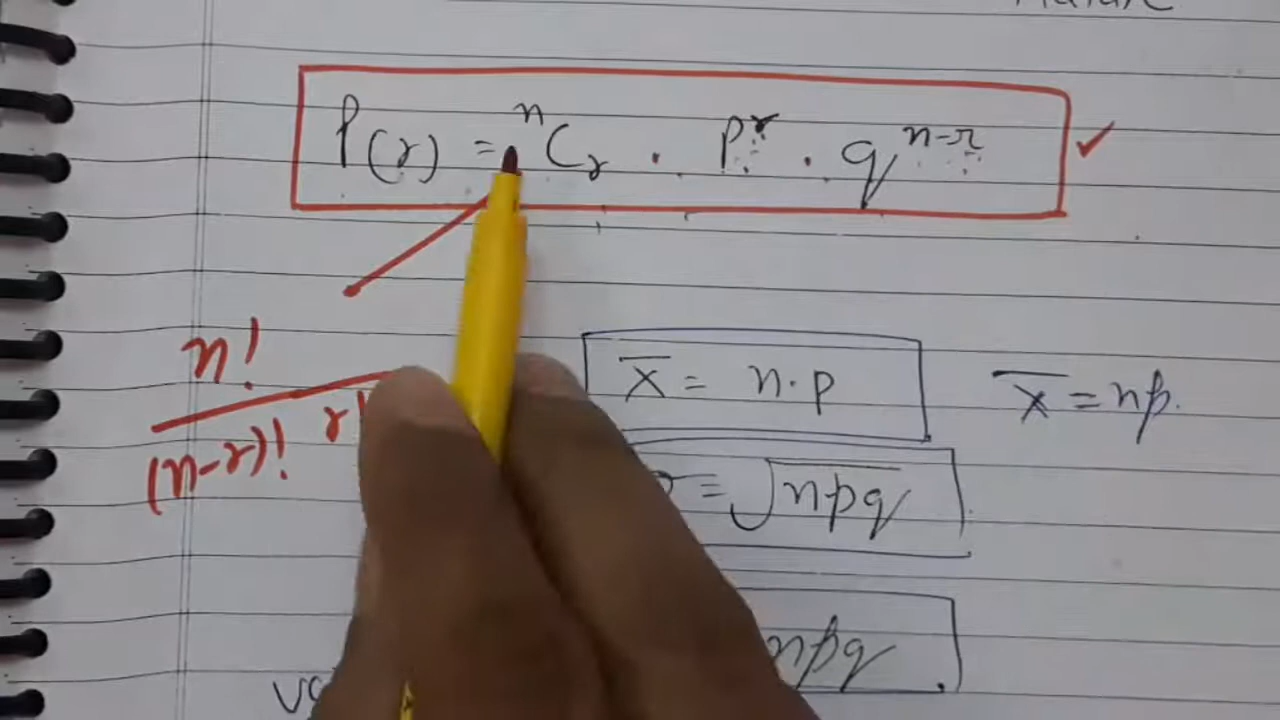 P(r) = ⁿCᵣ . pʳ . qⁿ⁻ʳ
n!
(n-r)! r!
x̄ = n.p
x̄ = np.
σ = √npq
npq